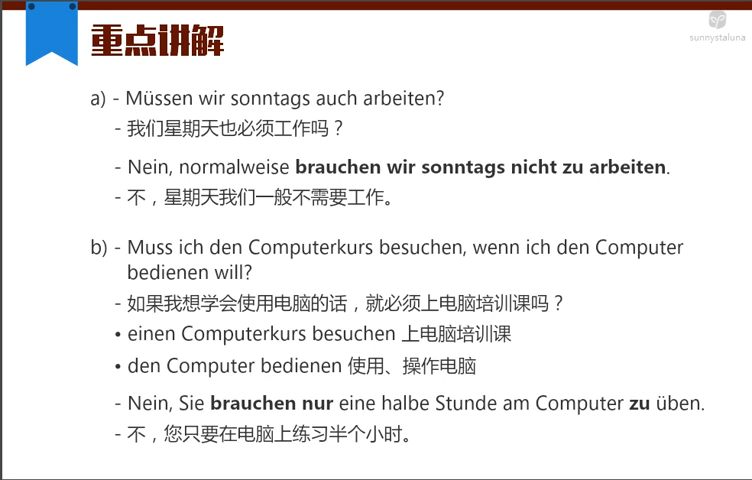 sunnystaluna
重点讲解
a) - Müssen wir sonntags auch arbeiten?
- 我们星期天也必须工作吗？
- Nein, normalweise brauchen wir sonntags nicht zu arbeiten.
- 不，星期天我们一般不需要工作。
b) - Muss ich den Computerkurs besuchen, wenn ich den Computer
bedienen will?
- 如果我想学会使用电脑的话，就必须上电脑培训课吗？
• einen Computerkurs besuchen 上电脑培训课
• den Computer bedienen 使用、操作电脑
- Nein, Sie brauchen nur eine halbe Stunde am Computer zu üben.
- 不，您只要在电脑上练习半个小时。